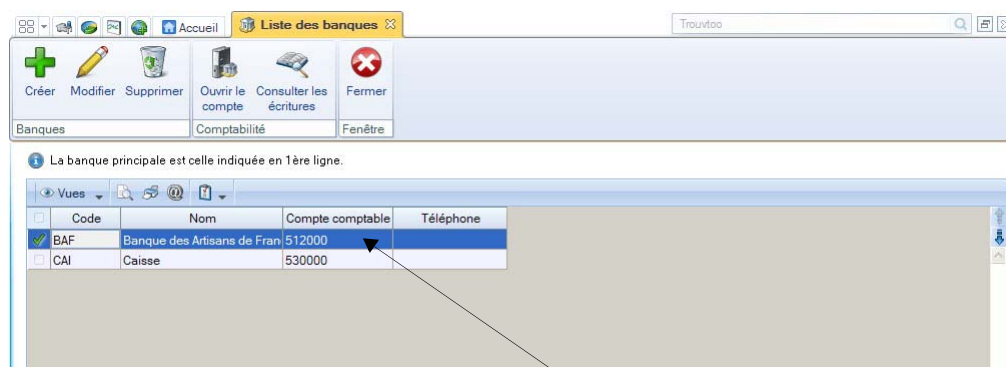 Accueil Liste des banques Trouvtoo
Créer Modifier Supprimer Ouvrir le compte Consulter les écritures Fermer
Banques Comptabilité Fenêtre
La banque principale est celle indiquée en 1ère ligne.
Vues
Code Nom Compte comptable Téléphone
BAF Banque des Artisans de Fran 512000
CAI Caisse 530000